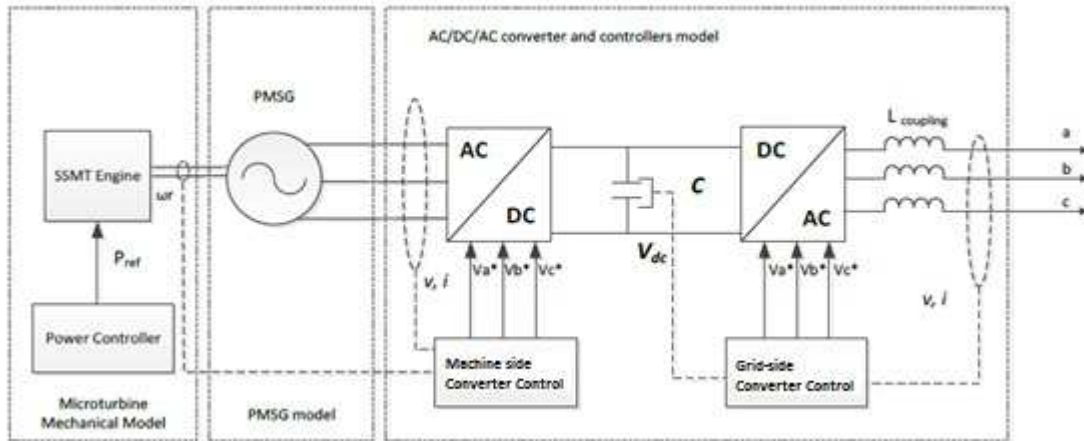 AC/DC/AC converter and controllers model
PMSG
L coupling
SSMT Engine
ωr
AC
DC
C
DC
AC
a
b
c
Pref
Vdc
Va* Vb* Vc*
Va* Vb* Vc*
v, i
v, i
Power Controller
Machine side
Converter Control
Grid-side
Converter Control
Microturbine
Mechanical Model
PMSG model